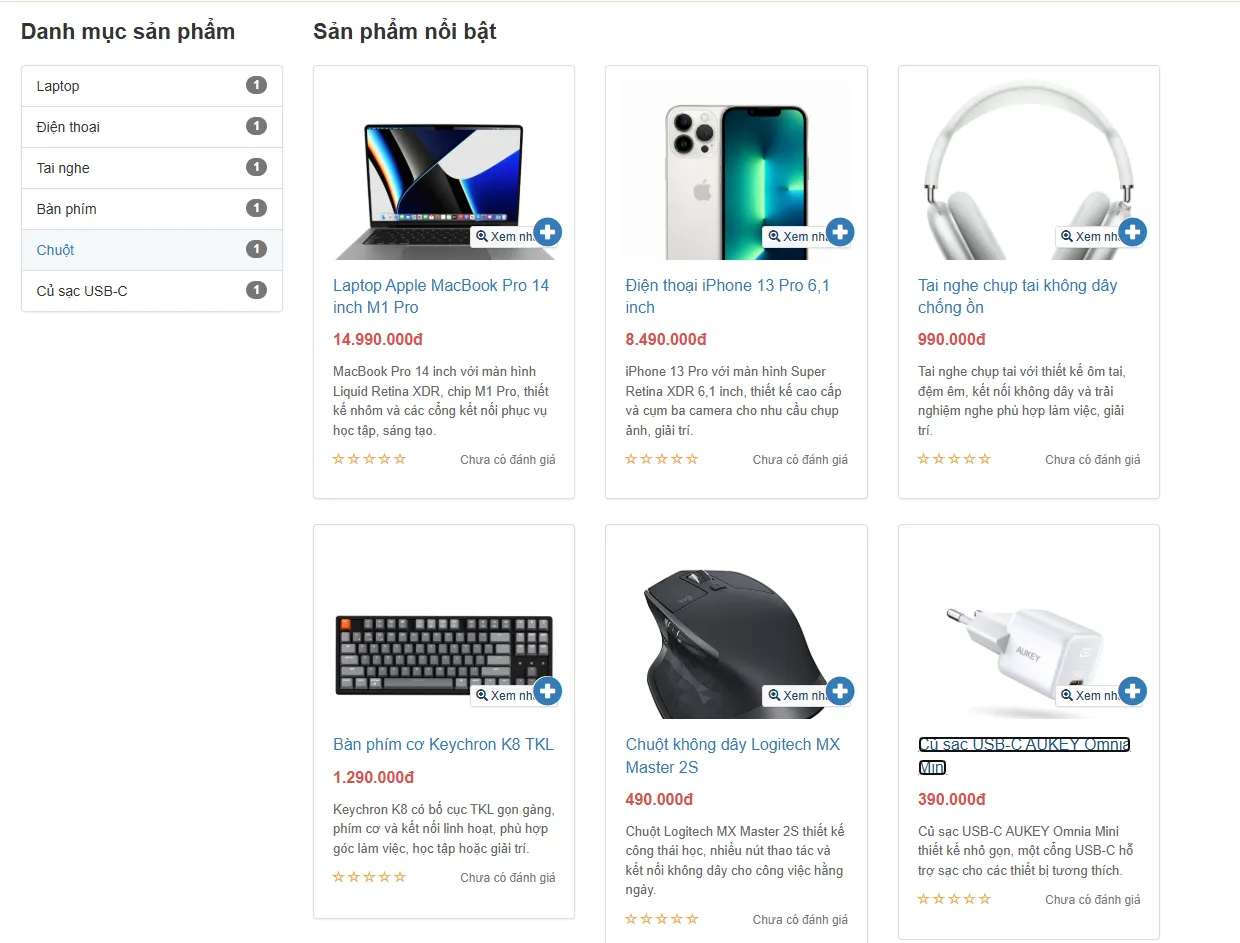 Danh mục sản phẩm
Laptop 1
Điện thoại 1
Tai nghe 1
Bàn phím 1
Chuột 1
Củ sạc USB-C 1
Sản phẩm nổi bật
Xem nh
Laptop Apple MacBook Pro 14
inch M1 Pro
14.990.000đ
MacBook Pro 14 inch với màn hình
Liquid Retina XDR, chip M1 Pro, thiết
kế nhôm và các cổng kết nối phục vụ
học tập, sáng tạo.
Chưa có đánh giá
Xem nh
Điện thoại iPhone 13 Pro 6,1
inch
8.490.000đ
iPhone 13 Pro với màn hình Super
Retina XDR 6,1 inch, thiết kế cao cấp
và cụm ba camera cho nhu cầu chụp
ảnh, giải trí.
Chưa có đánh giá
Xem nh
Tai nghe chụp tai không dây
chống ồn
990.000đ
Tai nghe chụp tai với thiết kế ôm tai,
đệm êm, kết nối không dây và trải
nghiệm nghe phù hợp làm việc, giải
trí.
Chưa có đánh giá
Xem nh
Bàn phím cơ Keychron K8 TKL
1.290.000đ
Keychron K8 có bố cục TKL gọn gàng,
phím cơ và kết nối linh hoạt, phù hợp
góc làm việc, học tập hoặc giải trí.
Chưa có đánh giá
logi
Xem nh
Chuột không dây Logitech MX
Master 2S
490.000đ
Chuột Logitech MX Master 2S thiết kế
công thái học, nhiều nút thao tác và
kết nối không dây cho công việc hằng
ngày.
Chưa có đánh giá
AUKEY
Xem nh
Củ sạc USB-C AUKEY Omnia
Mini
390.000đ
Củ sạc USB-C AUKEY Omnia Mini
thiết kế nhỏ gọn, một cổng USB-C hỗ
trợ sạc cho các thiết bị tương thích.
Chưa có đánh giá